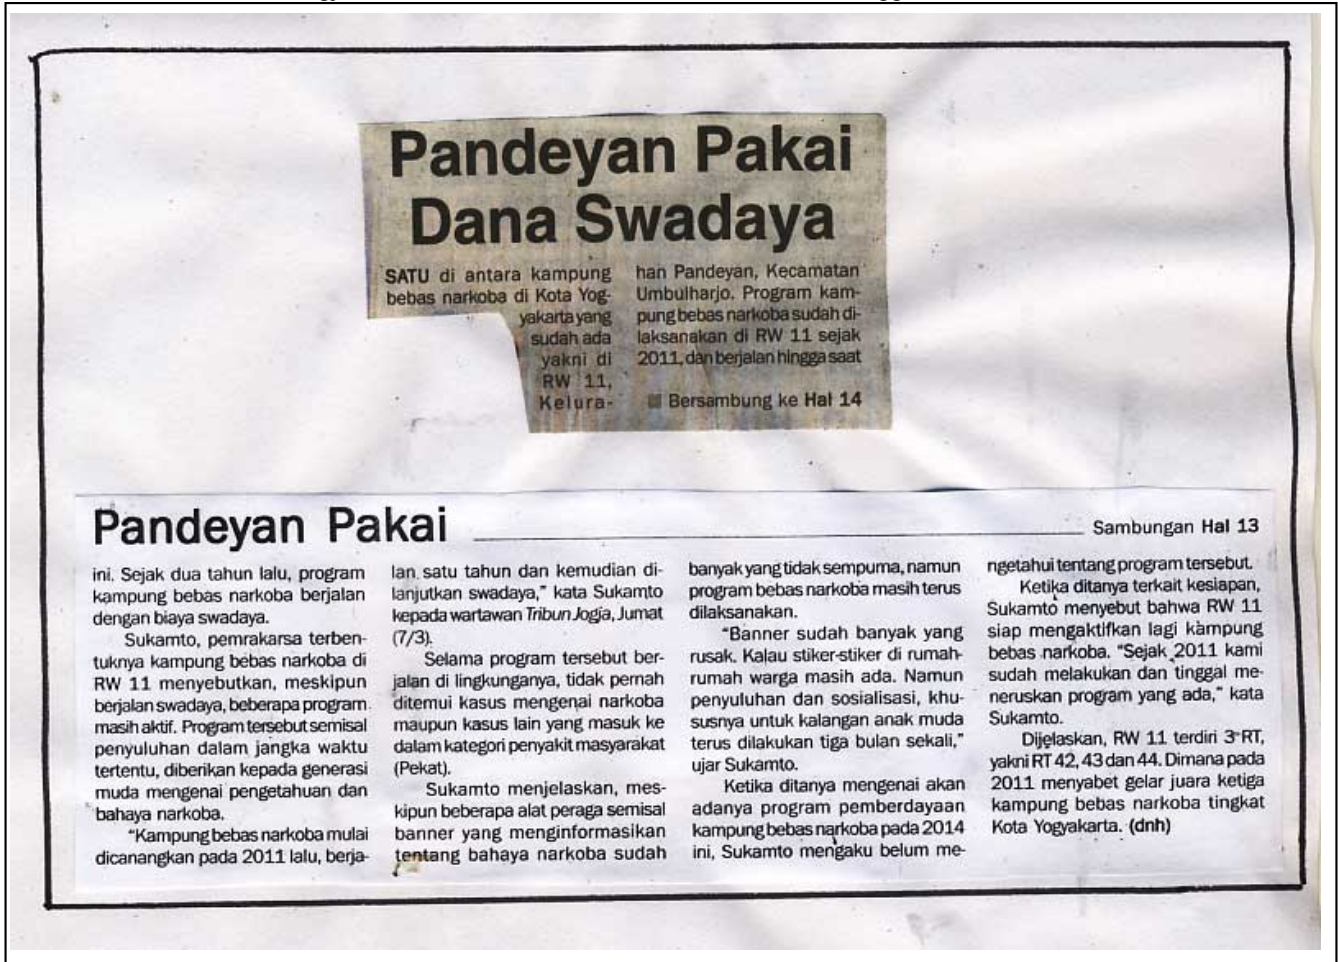 Pandeyan Pakai
Dana Swadaya
SATU di antara kampung
bebas narkoba di Kota Yog-
yakarta yang
sudah ada
yakni di
RW 11,
Kelura-
han Pandeyan, Kecamatan
Umbulharjo. Program kam-
pung bebas narkoba sudah di-
laksanakan di RW 11 sejak
2011, dan berjalan hingga saat
Bersambung ke Hal 14
Pandeyan Pakai
Sambungan Hal 13
ini. Sejak dua tahun lalu, program
kampung bebas narkoba berjalan
dengan biaya swadaya.
Sukamto, pemrakarsa terben-
tuknya kampung bebas narkoba di
RW 11 menyebutkan, meskipun
berjalan swadaya, beberapa program
masih aktif. Program tersebut semisal
penyuluhan dalam jangka waktu
tertentu, diberikan kepada generasi
muda mengenai pengetahuan dan
bahaya narkoba.
"Kampung bebas narkoba mulai
dicanangkan pada 2011 lalu, berja-
lan satu tahun dan kemudian di-
lanjutkan swadaya," kata Sukamto
kepada wartawan Tribun Jogja, Jumat
(7/3).
Selama program tersebut ber-
jalan di lingkunganya, tidak pernah
ditemui kasus mengenai narkoba
maupun kasus lain yang masuk ke
dalam kategori penyakit masyarakat
(Pekat).
Sukamto menjelaskan, mes-
kipun beberapa alat peraga semisal
banner yang menginformasikan
tentang bahaya narkoba sudah
banyak yang tidak sempurna, namun
program bebas narkoba masih terus
dilaksanakan.
"Banner sudah banyak yang
rusak. Kalau stiker-stiker di rumah-
rumah warga masih ada. Namun
penyuluhan dan sosialisasi, khu-
susnya untuk kalangan anak muda
terus dilakukan tiga bulan sekali,"
ujar Sukamto.
Ketika ditanya mengenai akan
adanya program pemberdayaan
kampung bebas narkoba pada 2014
ini, Sukamto mengaku belum me-
ngetahui tentang program tersebut.
Ketika ditanya terkait kesiapan,
Sukamto menyebut bahwa RW 11
siap mengaktifkan lagi kampung
bebas narkoba. "Sejak 2011 kami
sudah melakukan dan tinggal me-
neruskan program yang ada," kata
Sukamto.
Dijelaskan, RW 11 terdiri 3 RT,
yakni RT 42, 43 dan 44. Dimana pada
2011 menyabet gelar juara ketiga
kampung bebas narkoba tingkat
Kota Yogyakarta. (dnh)